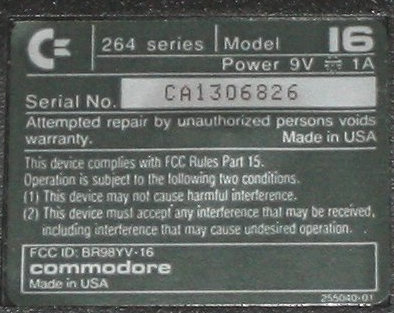 264 series Model 16
Power 9V ⎓ 1A
Serial No. CA1306826
Attempted repair by unauthorized persons voids
warranty. Made in USA
This device complies with FCC Rules Part 15.
Operation is subject to the following two conditions.
(1) This device may not cause harmful interference.
(2) This device must accept any interference that may be received,
including interference that may cause undesired operation.
FCC ID: BR98YV-16
commodore
Made in USA
255040-01